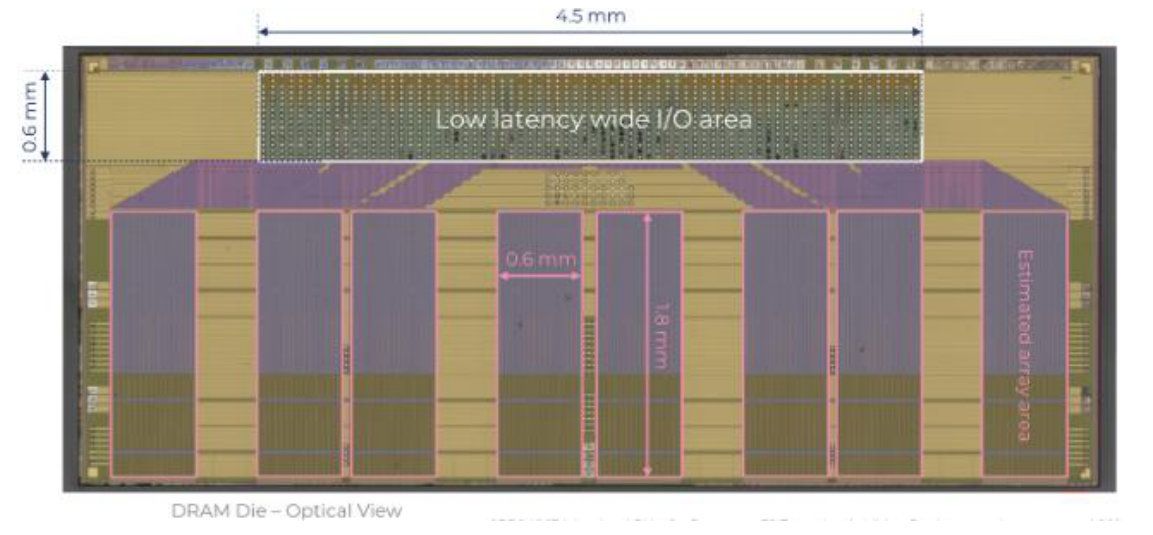 4.5 mm
0.6 mm
Low latency wide I/O area
0.6 mm
1.8 mm
Estimated array area
DRAM Die – Optical View